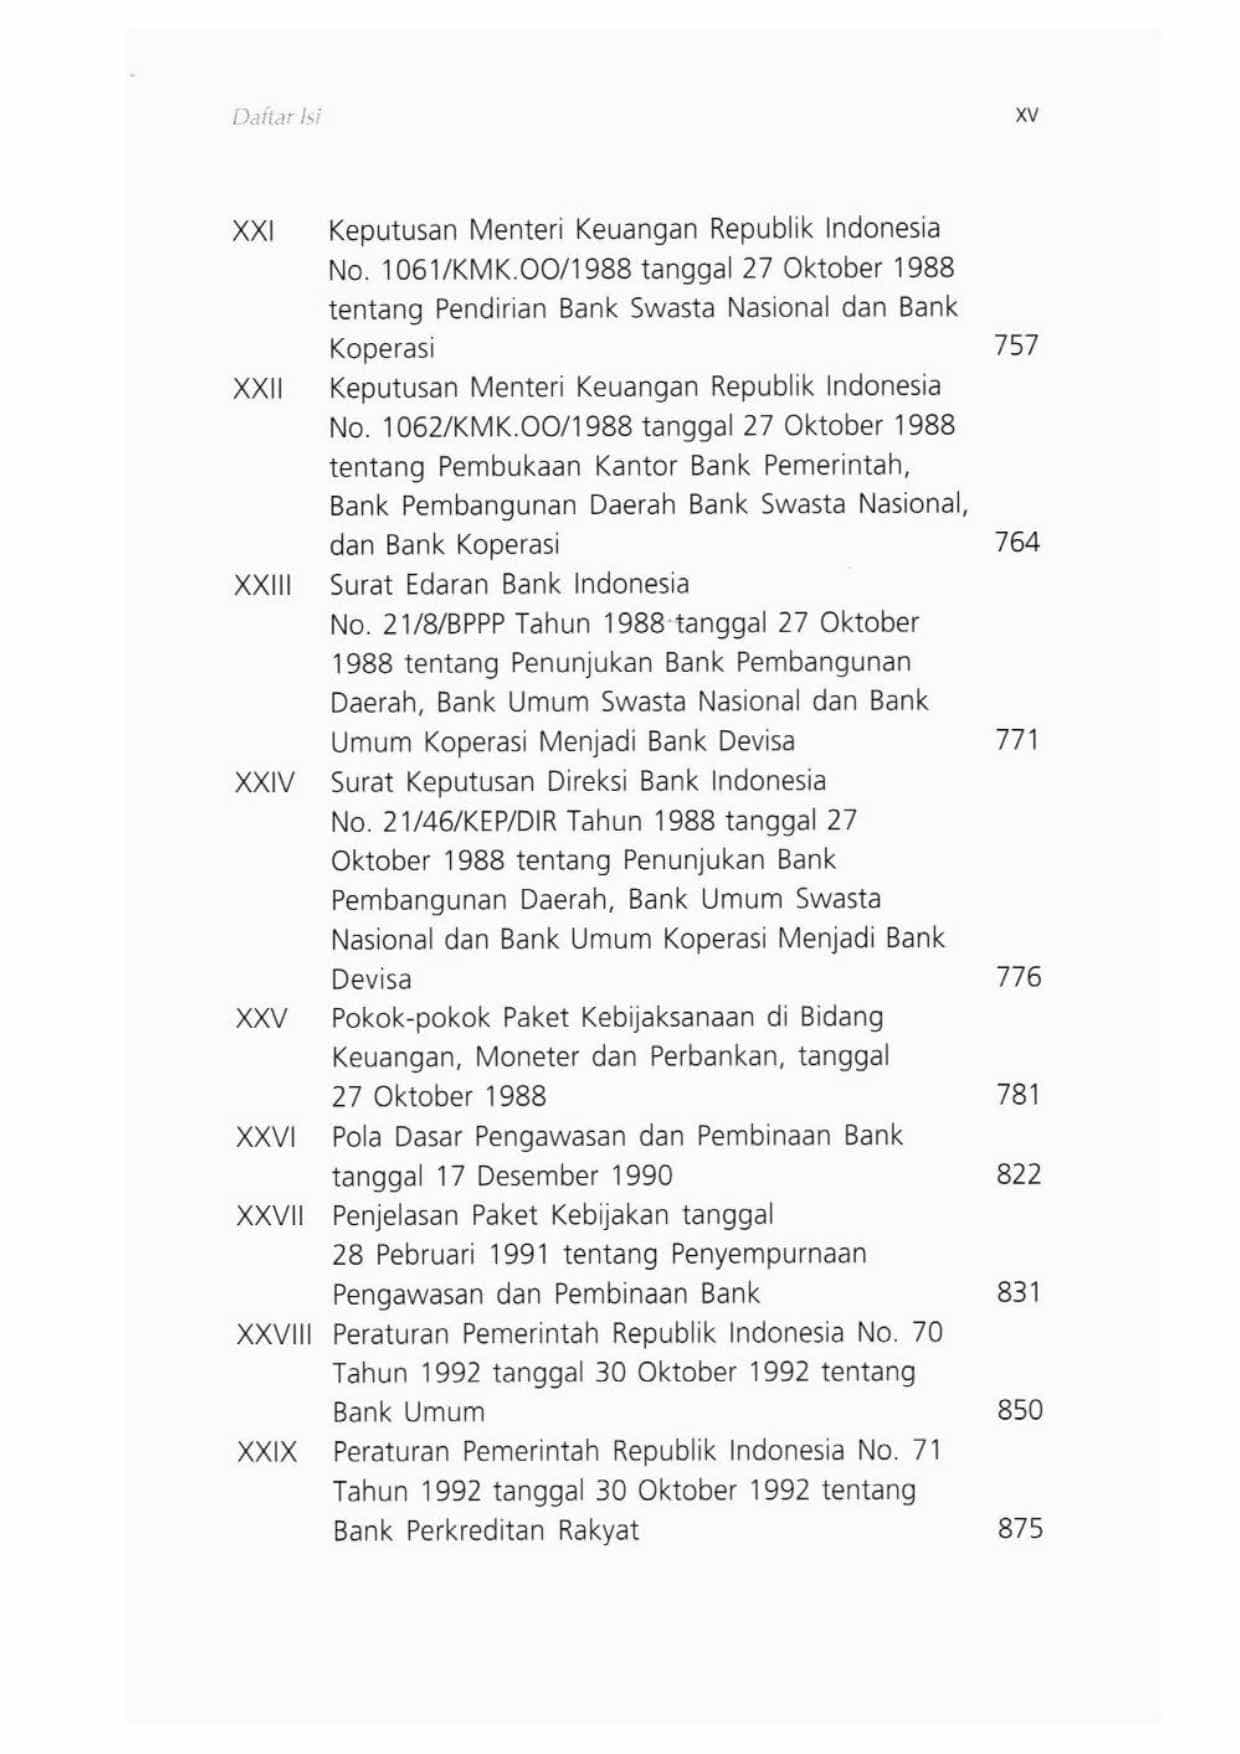 Daftar Isi xv
XXI Keputusan Menteri Keuangan Republik Indonesia
No. 1061/KMK.OO/1988 tanggal 27 Oktober 1988
tentang Pendirian Bank Swasta Nasional dan Bank
Koperasi 757
XXII Keputusan Menteri Keuangan Republik Indonesia
No. 1062/KMK.OO/1988 tanggal 27 Oktober 1988
tentang Pembukaan Kantor Bank Pemerintah,
Bank Pembangunan Daerah Bank Swasta Nasional,
dan Bank Koperasi 764
XXIII Surat Edaran Bank Indonesia
No. 21/8/BPPP Tahun 1988 tanggal 27 Oktober
1988 tentang Penunjukan Bank Pembangunan
Daerah, Bank Umum Swasta Nasional dan Bank
Umum Koperasi Menjadi Bank Devisa 771
XXIV Surat Keputusan Direksi Bank Indonesia
No. 21/46/KEP/DIR Tahun 1988 tanggal 27
Oktober 1988 tentang Penunjukan Bank
Pembangunan Daerah, Bank Umum Swasta
Nasional dan Bank Umum Koperasi Menjadi Bank
Devisa 776
XXV Pokok-pokok Paket Kebijaksanaan di Bidang
Keuangan, Moneter dan Perbankan, tanggal
27 Oktober 1988 781
XXVI Pola Dasar Pengawasan dan Pembinaan Bank
tanggal 17 Desember 1990 822
XXVII Penjelasan Paket Kebijakan tanggal
28 Pebruari 1991 tentang Penyempurnaan
Pengawasan dan Pembinaan Bank 831
XXVIII Peraturan Pemerintah Republik Indonesia No. 70
Tahun 1992 tanggal 30 Oktober 1992 tentang
Bank Umum 850
XXIX Peraturan Pemerintah Republik Indonesia No. 71
Tahun 1992 tanggal 30 Oktober 1992 tentang
Bank Perkreditan Rakyat 875